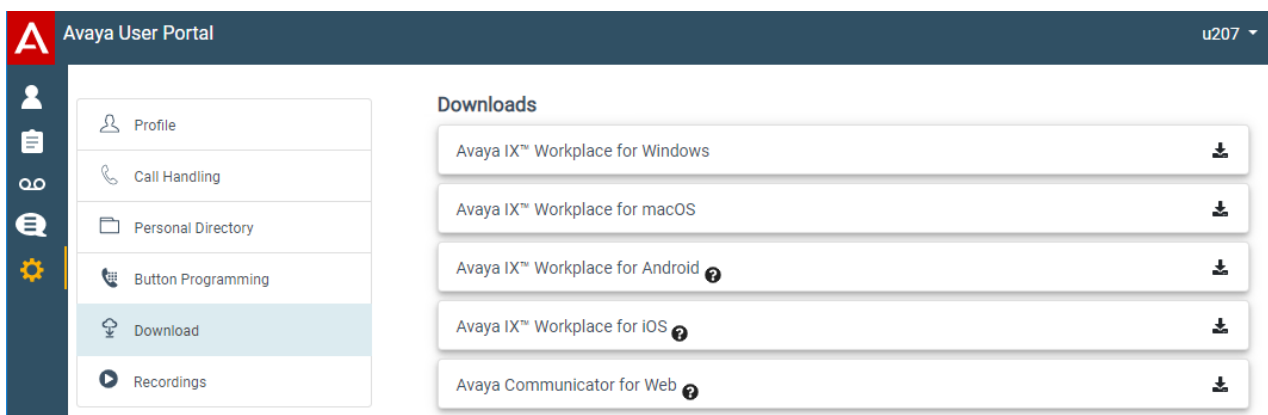 Avaya User Portal
u207
Profile
Call Handling
Personal Directory
Button Programming
Download
Recordings
Downloads
Avaya IX™ Workplace for Windows
Avaya IX™ Workplace for macOS
Avaya IX™ Workplace for Android ?
Avaya IX™ Workplace for iOS ?
Avaya Communicator for Web ?